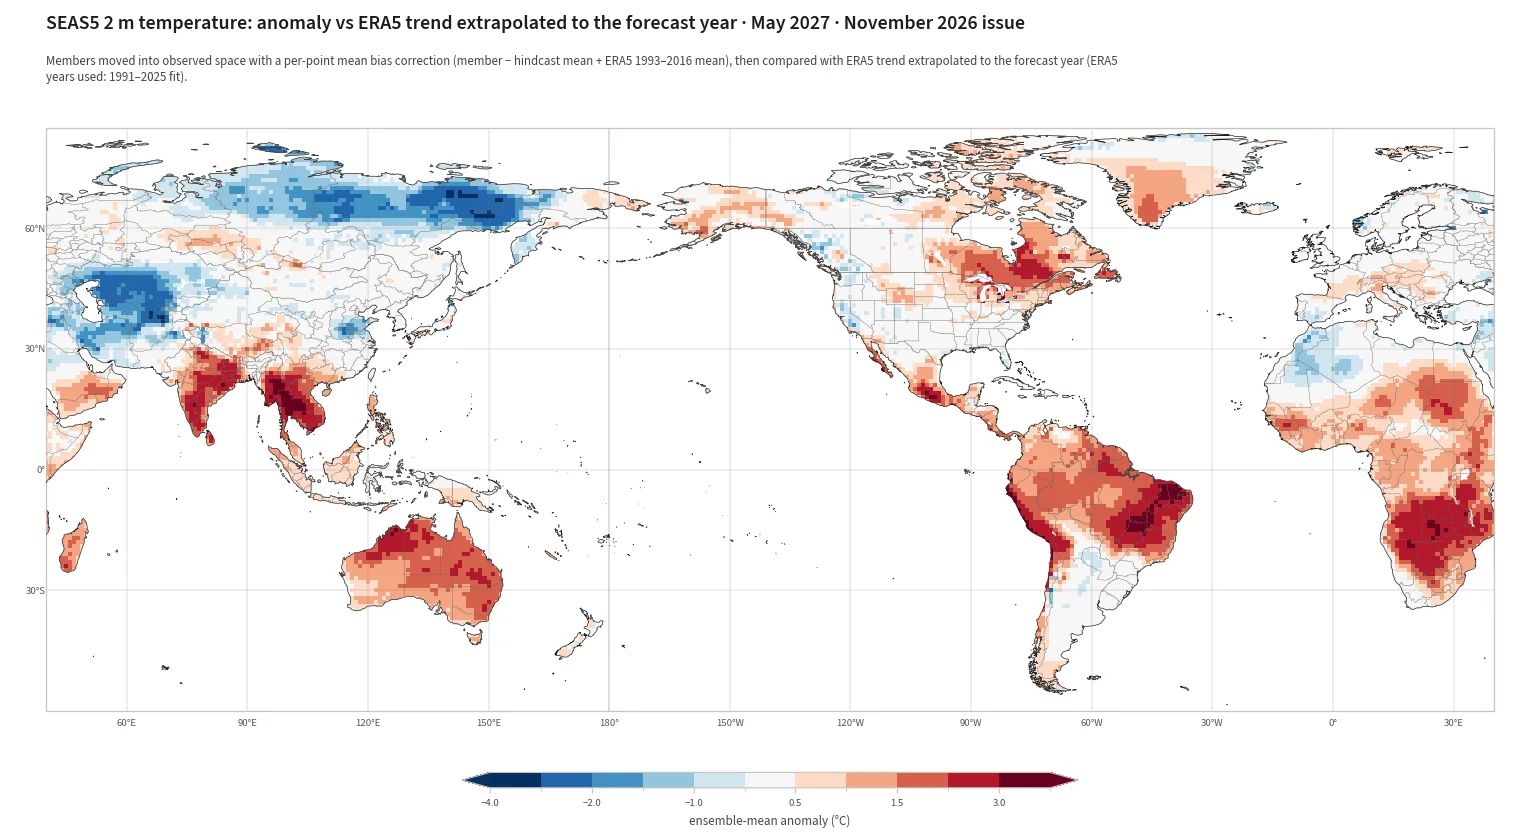 SEAS5 2 m temperature: anomaly vs ERA5 trend extrapolated to the forecast year · May 2027 · November 2026 issue
Members moved into observed space with a per-point mean bias correction (member − hindcast mean + ERA5 1993–2016 mean), then compared with ERA5 trend extrapolated to the forecast year (ERA5
years used: 1991–2025 fit).
60°N
30°N
0°
30°S
60°E 90°E 120°E 150°E 180° 150°W 120°W 90°W 60°W 30°W 0° 30°E
−4.0 −2.0 −1.0 0.5 1.5 3.0
ensemble-mean anomaly (°C)